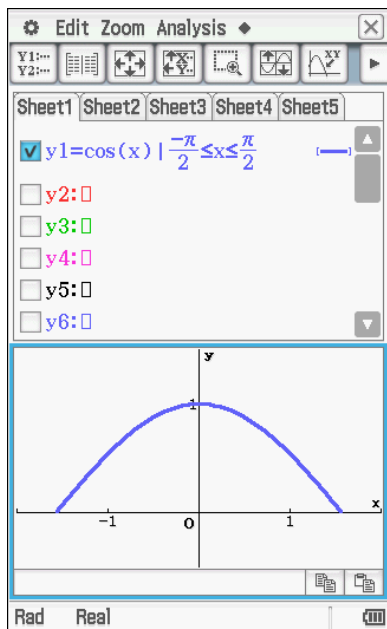 Edit Zoom Analysis
Y1:···
Y2:···
XY
Sheet1 Sheet2 Sheet3 Sheet4 Sheet5
y1=cos(x)|-π/2≤x≤π/2
y2:▯
y3:▯
y4:▯
y5:▯
y6:▯
y
1
x
-1 0 1
Rad Real